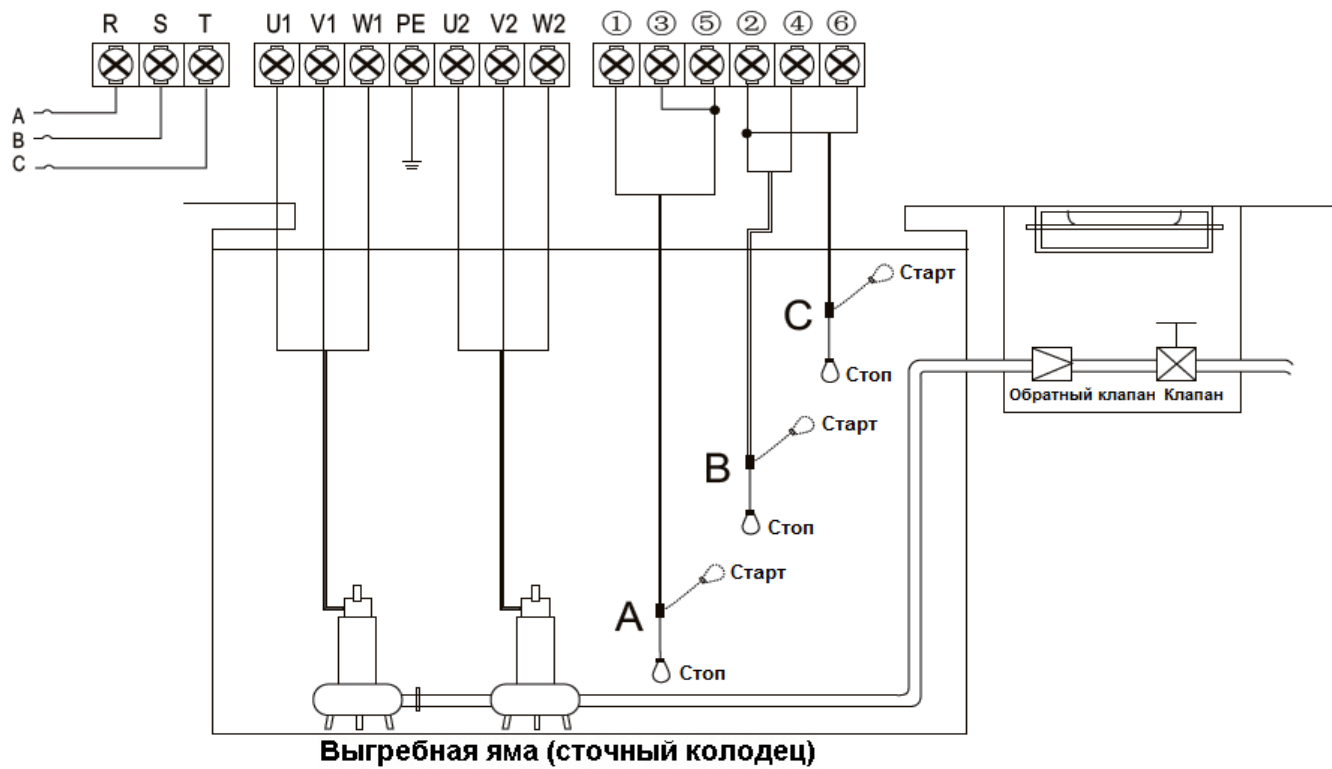 R S T U1 V1 W1 PE U2 V2 W2 ① ③ ⑤ ② ④ ⑥
A
B
C
Старт
C
Стоп
Обратный клапан Клапан
Старт
B
Стоп
Старт
A
Стоп
Выгребная яма (сточный колодец)